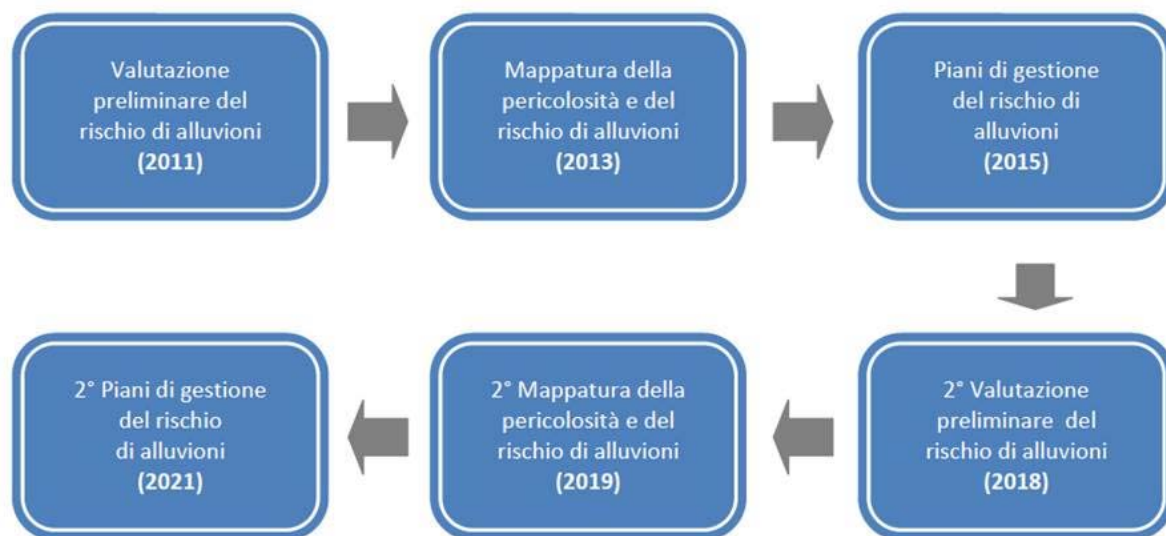 Valutazione
preliminare del
rischio di alluvioni
(2011)
Mappatura della
pericolosità e del
rischio di alluvioni
(2013)
Piani di gestione
del rischio di
alluvioni
(2015)
2° Valutazione
preliminare del
rischio di alluvioni
(2018)
2° Mappatura della
pericolosità e del
rischio di alluvioni
(2019)
2° Piani di gestione
del rischio
di alluvioni
(2021)